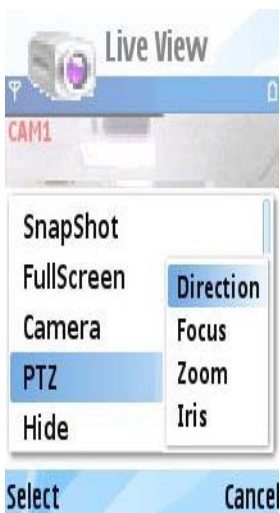 Live View
CAM1
SnapShot
FullScreen
Camera
PTZ
Hide
Direction
Focus
Zoom
Iris
Select
Cancel